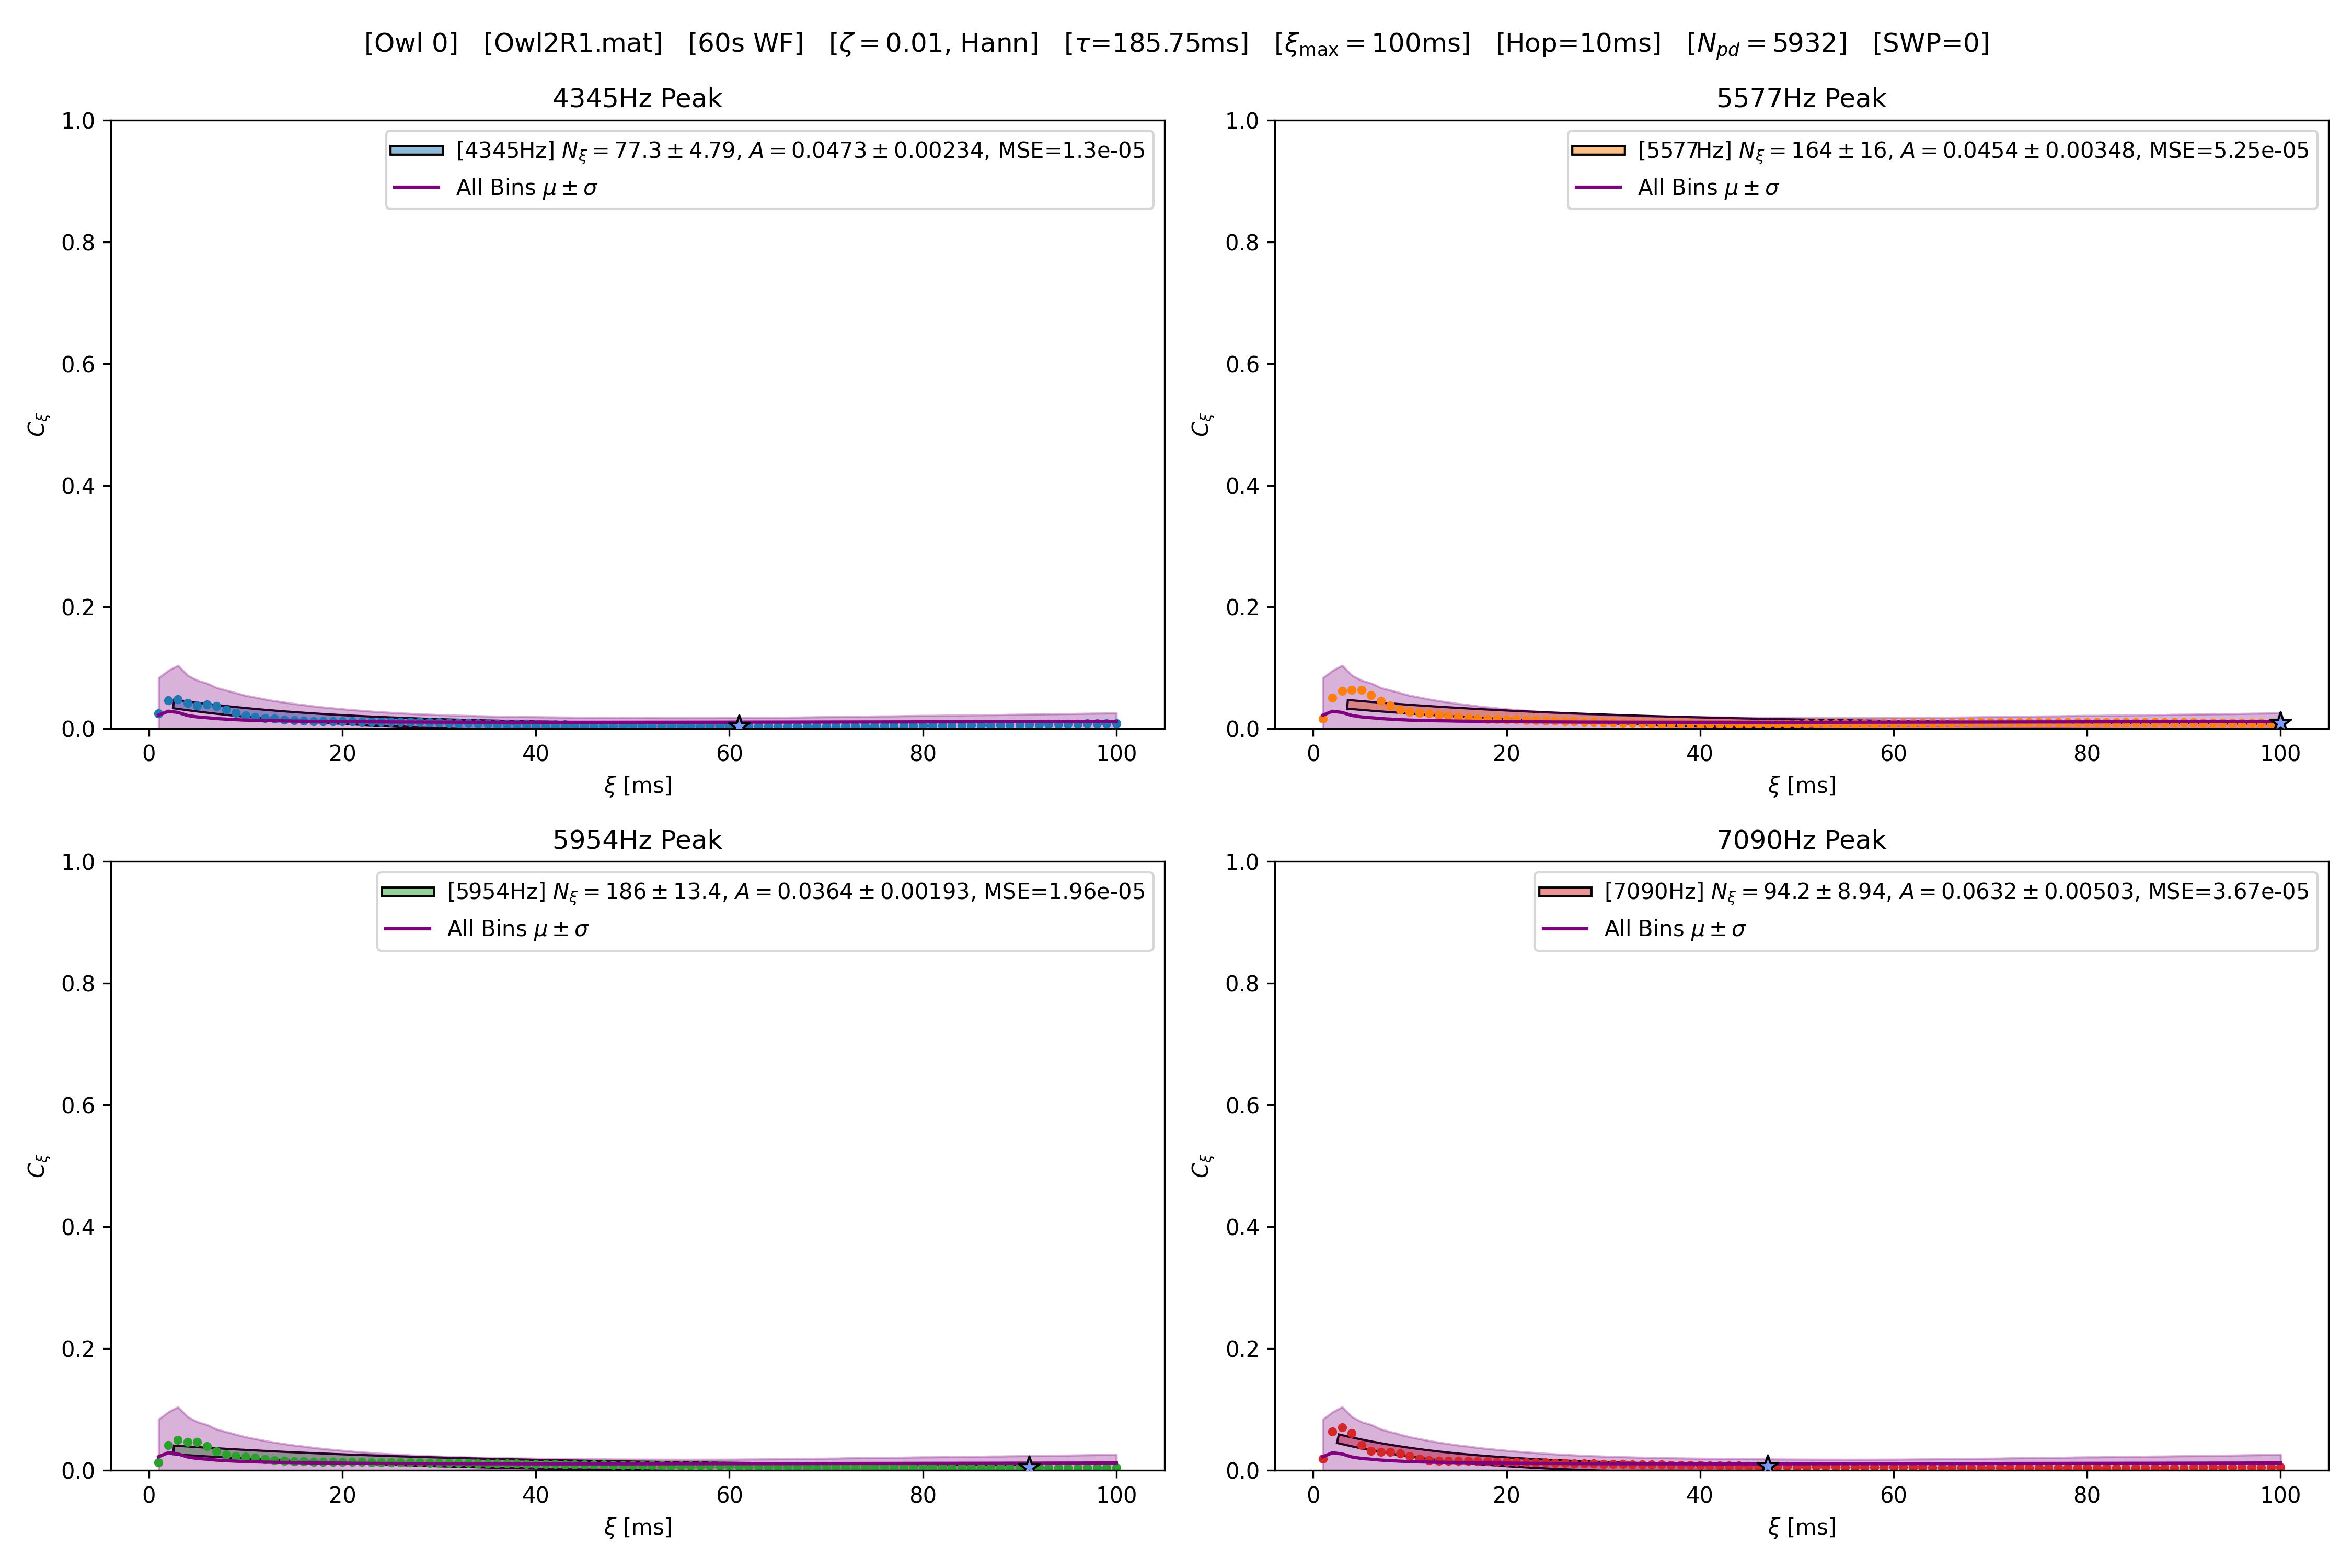 [Owl 0] [Owl2R1.mat] [60s WF] [ζ = 0.01, Hann] [τ=185.75ms] [ξmax = 100ms] [Hop=10ms] [Npd = 5932] [SWP=0]
4345Hz Peak
[4345Hz] Nξ = 77.3 ± 4.79, A = 0.0473 ± 0.00234, MSE=1.3e-05
All Bins μ ± σ
1.0
0.8
0.6
0.4
0.2
0.0
Cξ
0 20 40 60 80 100
ξ [ms]
5577Hz Peak
[5577Hz] Nξ = 164 ± 16, A = 0.0454 ± 0.00348, MSE=5.25e-05
All Bins μ ± σ
1.0
0.8
0.6
0.4
0.2
0.0
Cξ
0 20 40 60 80 100
ξ [ms]
5954Hz Peak
[5954Hz] Nξ = 186 ± 13.4, A = 0.0364 ± 0.00193, MSE=1.96e-05
All Bins μ ± σ
1.0
0.8
0.6
0.4
0.2
0.0
Cξ
0 20 40 60 80 100
ξ [ms]
7090Hz Peak
[7090Hz] Nξ = 94.2 ± 8.94, A = 0.0632 ± 0.00503, MSE=3.67e-05
All Bins μ ± σ
1.0
0.8
0.6
0.4
0.2
0.0
Cξ
0 20 40 60 80 100
ξ [ms]